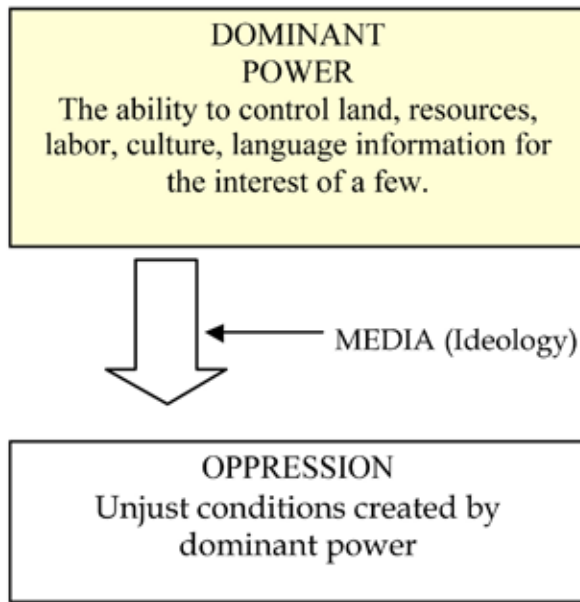 DOMINANT
POWER
The ability to control land, resources,
labor, culture, language information for
the interest of a few.
MEDIA (Ideology)
OPPRESSION
Unjust conditions created by
dominant power